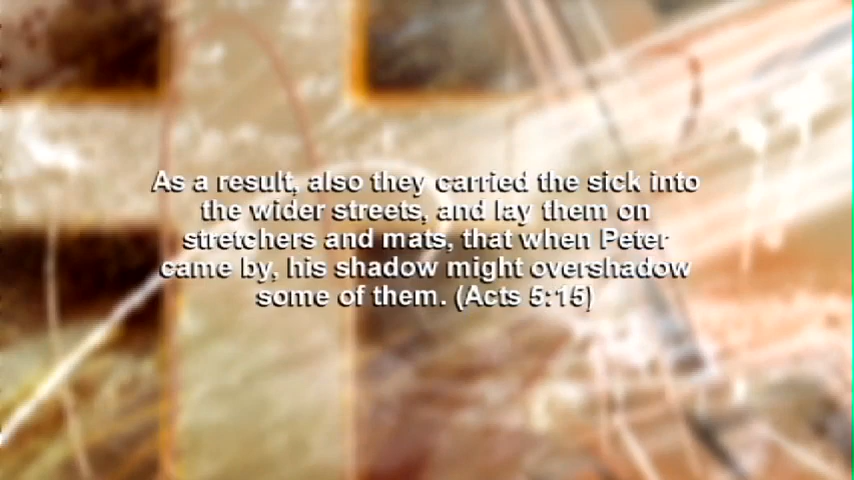 As a result, also they carried the sick into
the wider streets, and lay them on
stretchers and mats, that when Peter
came by, his shadow might overshadow
some of them. (Acts 5:15)